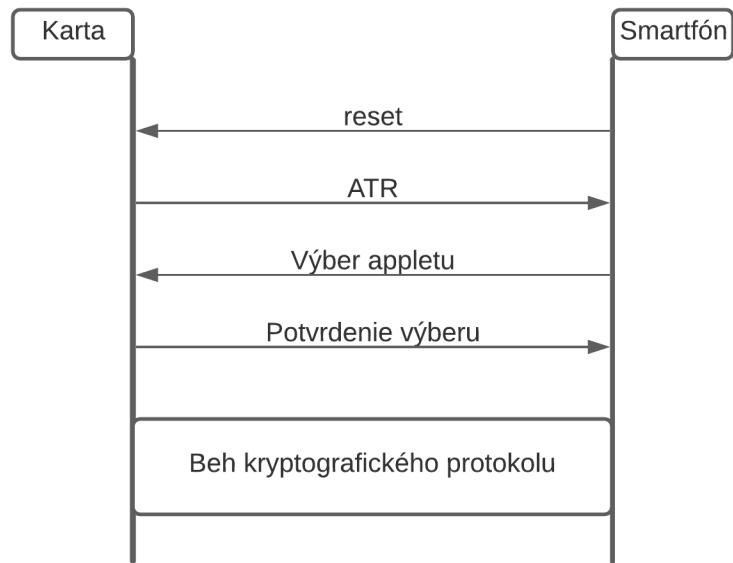 Karta
Smartfón
reset
ATR
Výber appletu
Potvrdenie výberu
Beh kryptografického protokolu